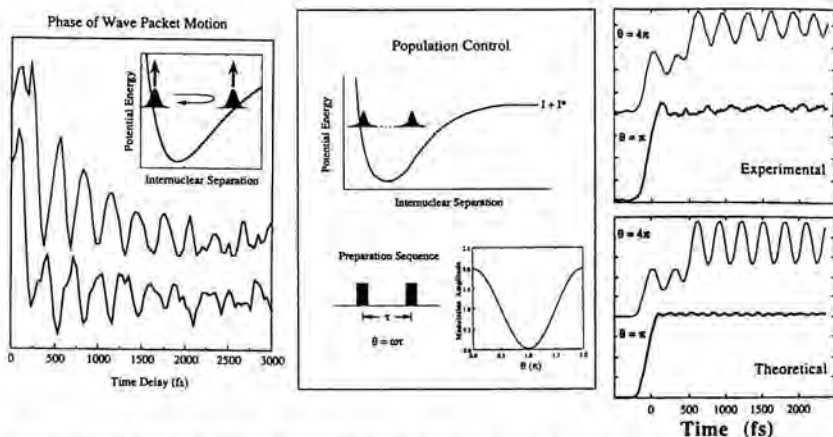 Phase of Wave Packet Motion
Potential Energy
Internuclear Separation
0
500
1000
1500
2000
2500
3000
Time Delay (fs)
Population Control
Potential Energy
I + I*
Internuclear Separation
Preparation Sequence
τ
θ = ωτ
Modulation Amplitude
θ (π)
θ = 4π
θ = π
Experimental
θ = 4π
θ = π
Theoretical
0
500
1000
1500
2000
Time (fs)